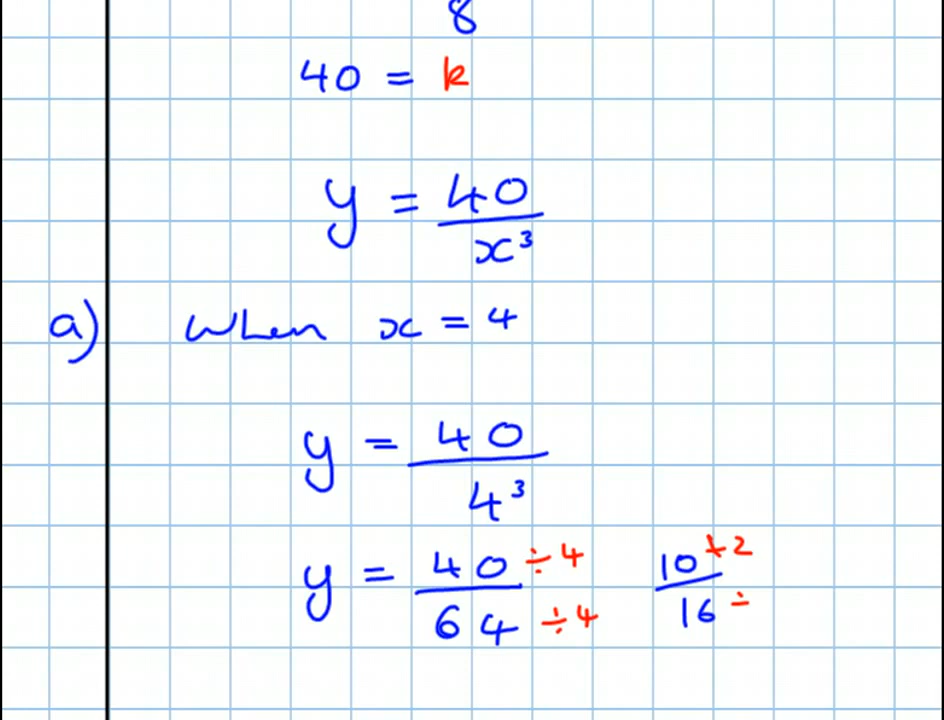 8
40 = k
y = 40/x³
a) When x = 4
y = 40/4³
y = 40÷4/64÷4 10÷2/16÷